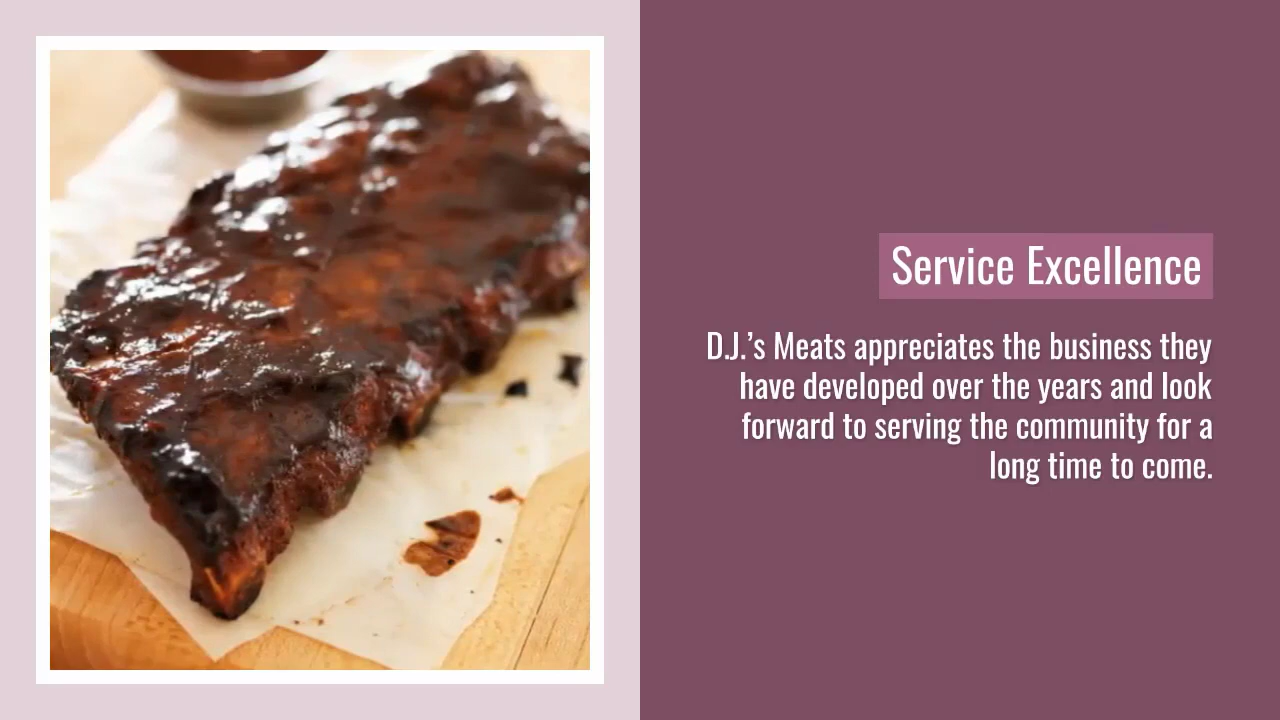 Service Excellence
D.J.’s Meats appreciates the business they
have developed over the years and look
forward to serving the community for a
long time to come.